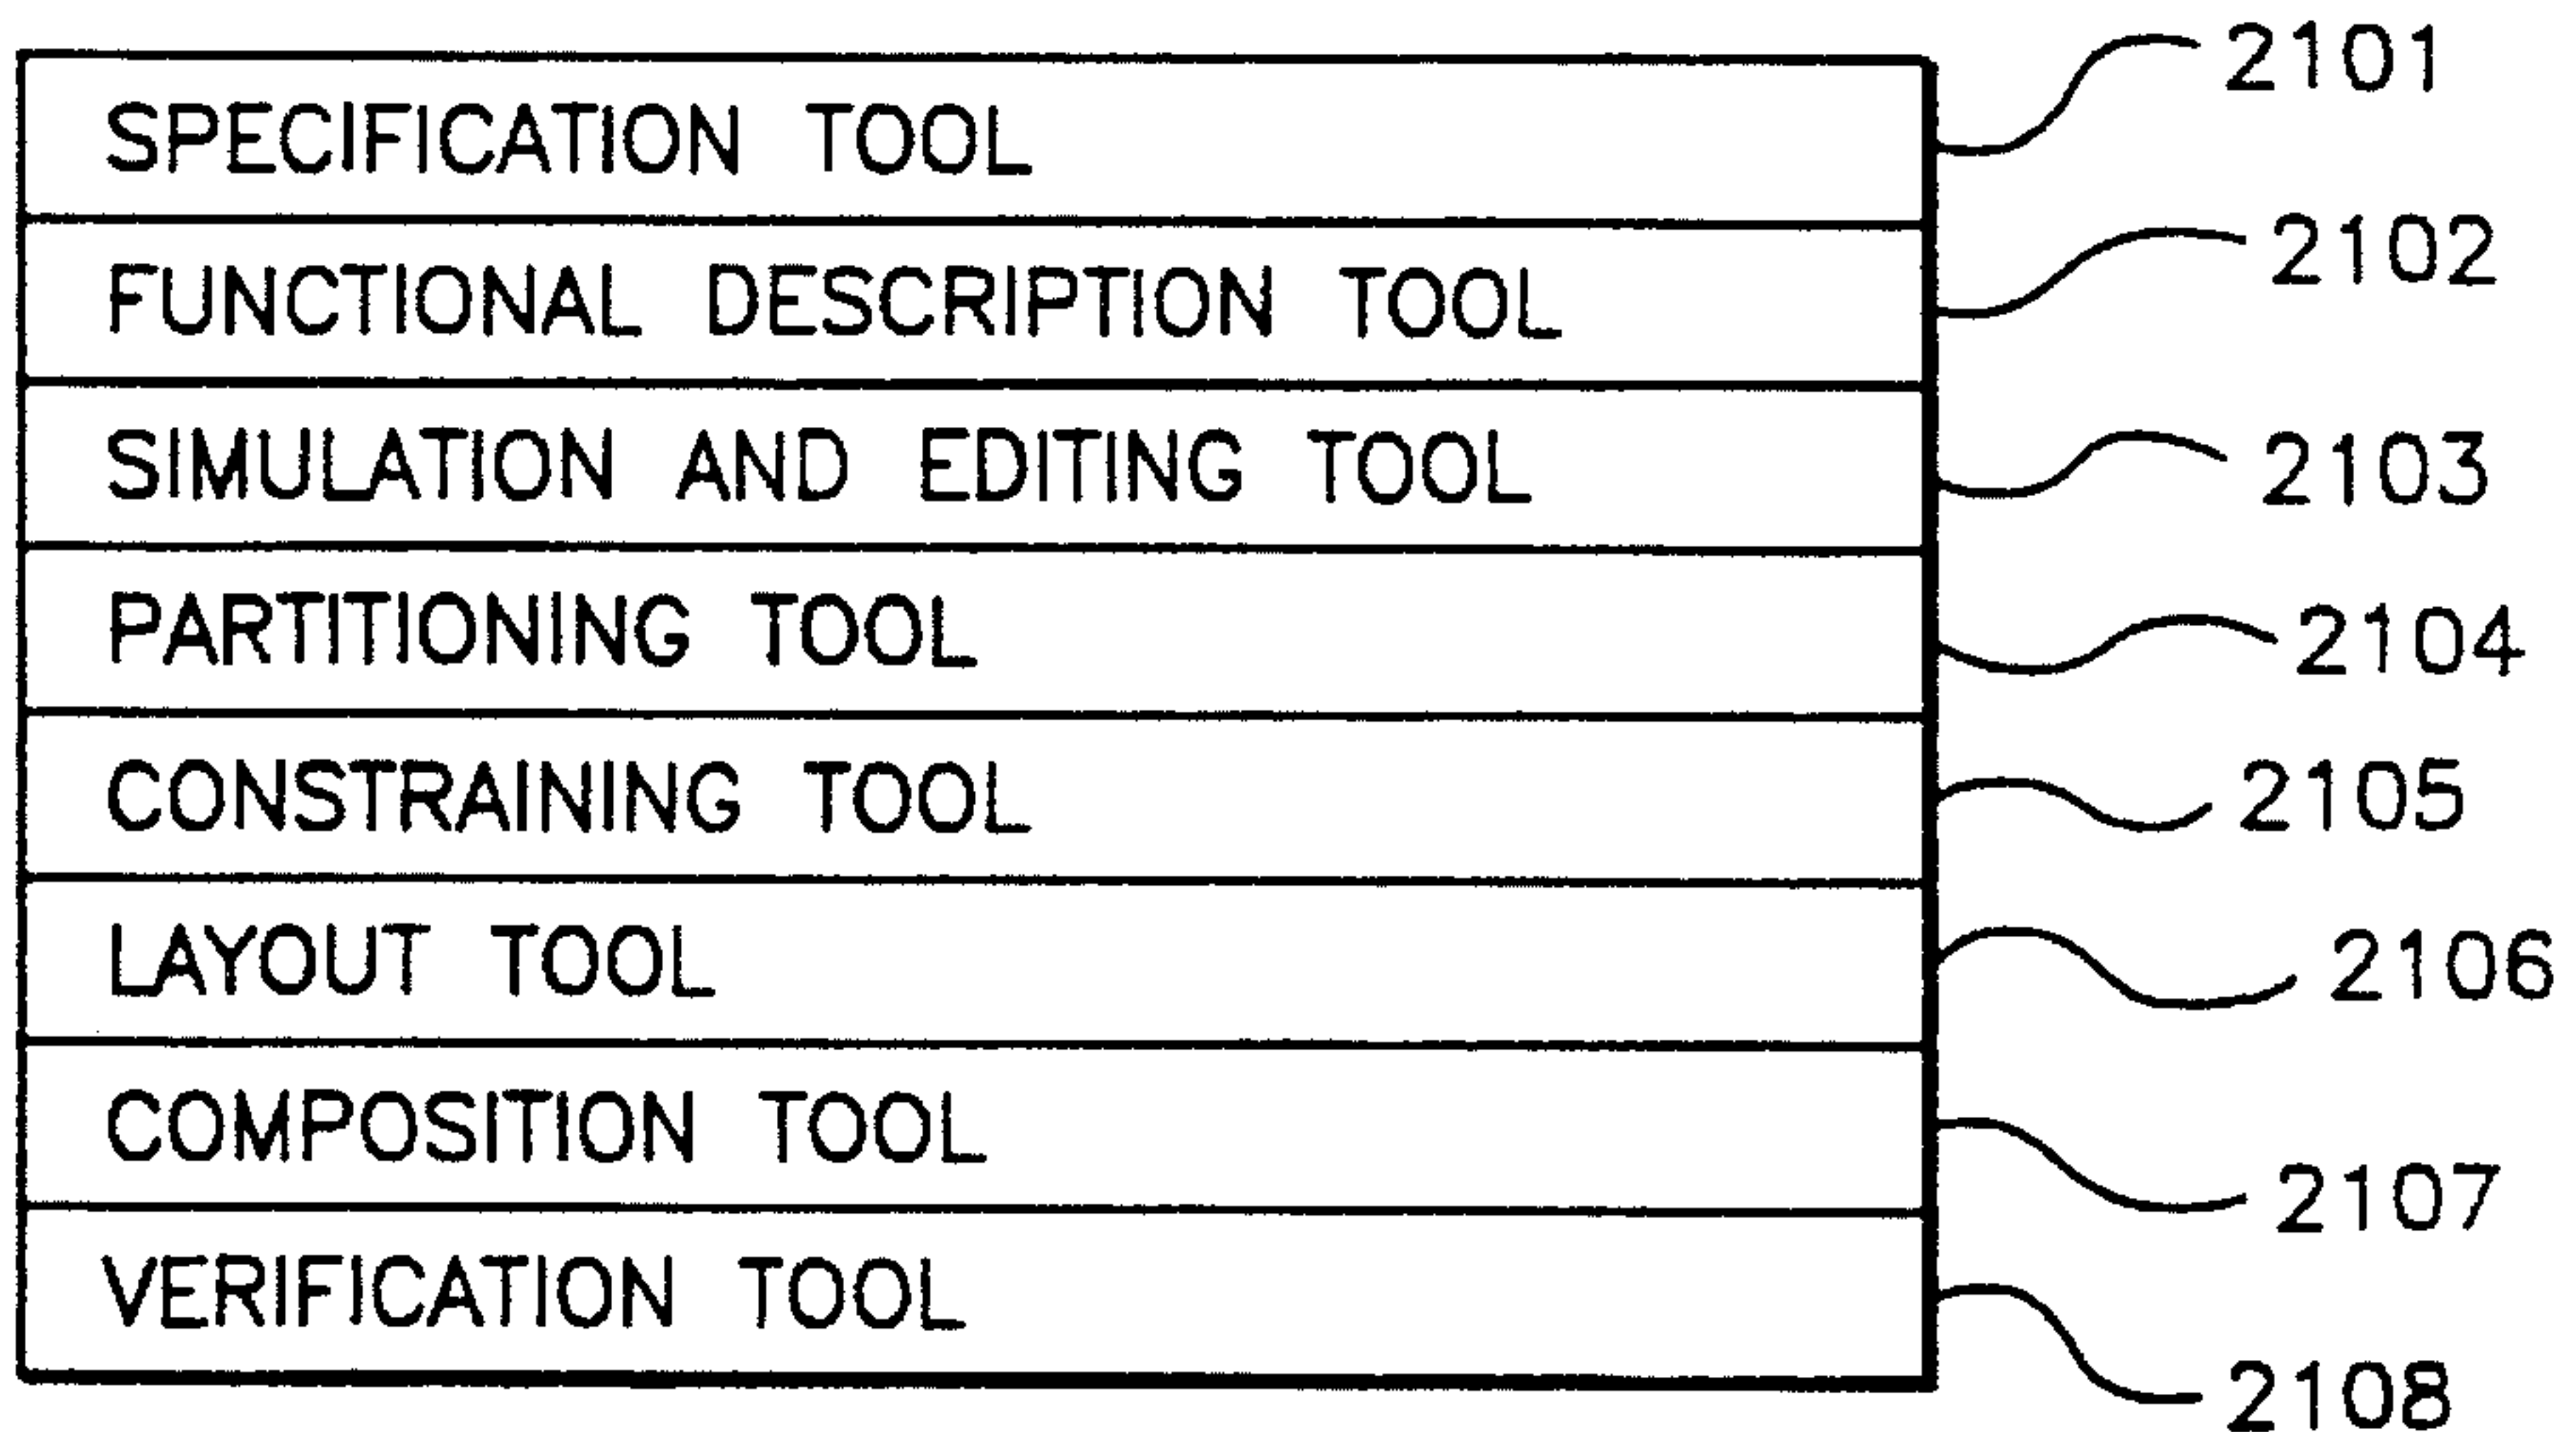 SPECIFICATION TOOL 2101
FUNCTIONAL DESCRIPTION TOOL 2102
SIMULATION AND EDITING TOOL 2103
PARTITIONING TOOL 2104
CONSTRAINING TOOL 2105
LAYOUT TOOL 2106
COMPOSITION TOOL 2107
VERIFICATION TOOL 2108